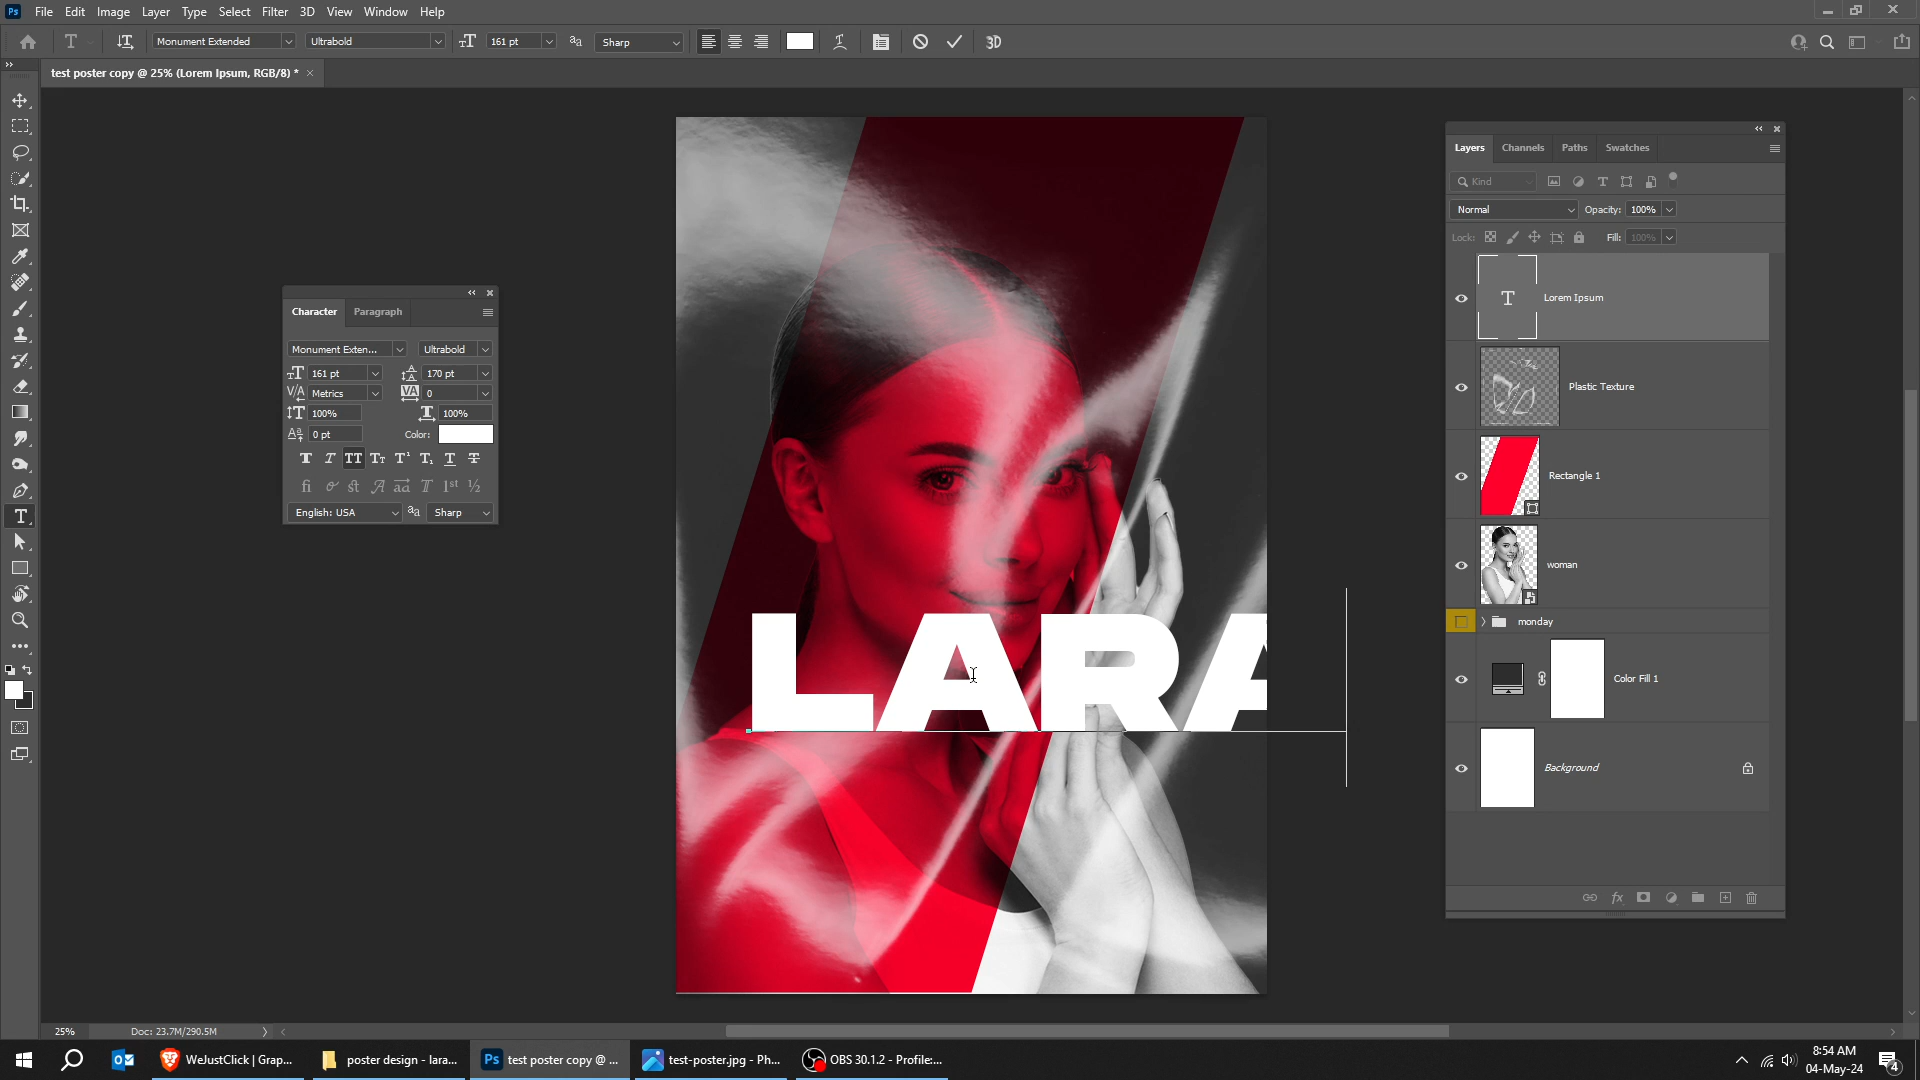 Ps File Edit Image Layer Type Select Filter 3D View Window Help
Monument Extended Ultrabold 161 pt Sharp 3D
test poster copy @ 25% (Lorem Ipsum, RGB/8) * ×
Character Paragraph
Monument Exten... Ultrabold
161 pt 170 pt
Metrics 0
100% 100%
0 pt Color:
English: USA Sharp
LARA
Layers Channels Paths Swatches
Kind
Normal Opacity: 100%
Lock: Fill: 100%
Lorem Ipsum
Plastic Texture
Rectangle 1
woman
monday
Color Fill 1
Background
25% Doc: 23.7M/290.5M
WeJustClick | Grap... poster design - lara... Ps test poster copy @ ... test-poster.jpg - Ph... OBS 30.1.2 - Profile:...
8:54 AM
04-May-24
4